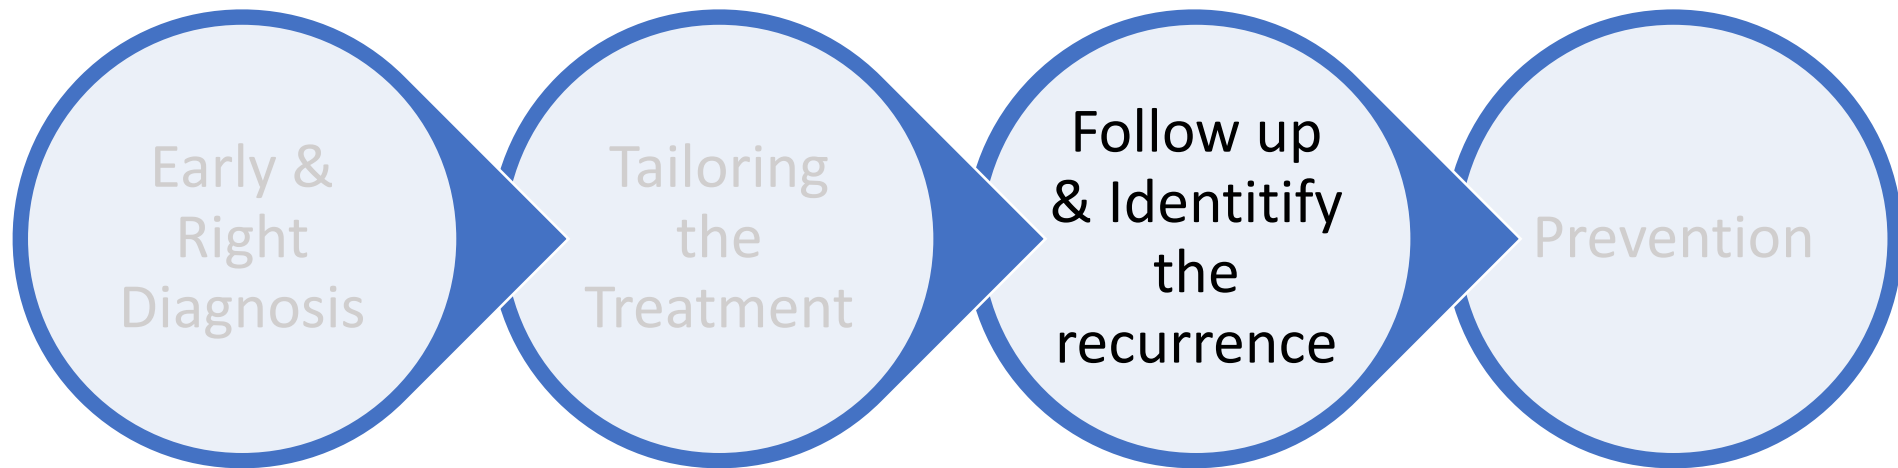 Early &
Right
Diagnosis
Tailoring
the
Treatment
Follow up
& Identitify
the
recurrence
Prevention